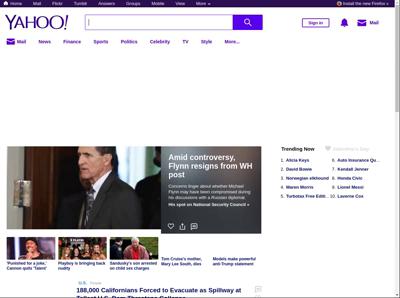 Home Mail Flickr Tumblr Answers Groups Mobile View More Install the new Firefox »
YAHOO! Sign in Mail
Mail News Finance Sports Politics Celebrity TV Style More...
Amid controversy,
Flynn resigns from WH
post
Concerns linger about whether Michael
Flynn may have been compromised during
his discussions with a Russian diplomat.
His spot on National Security Council »
Trending Now Valentine's Day
1. Alicia Keys 6. Auto Insurance Qu...
2. David Bowie 7. Kendall Jenner
3. Norwegian elkhound 8. Honda Civic
4. Maren Morris 9. Lionel Messi
5. Turbotax Free Editi... 10. Laverne Cox
'Punished for a joke,' Cannon quits 'Talent'
Playboy is bringing back nudity
Sandusky's son arrested on child sex charges
Tom Cruise's mother, Mary Lee South, dies
Models make powerful anti-Trump statement
U.S.
188,000 Californians Forced to Evacuate as Spillway at